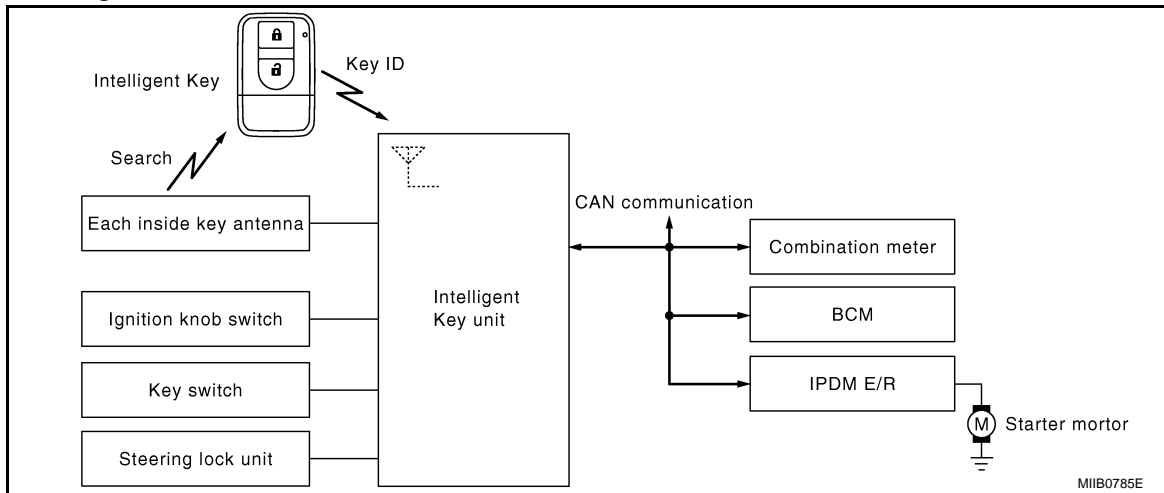 Intelligent Key
Key ID
Search
Each inside key antenna
Ignition knob switch
Key switch
Steering lock unit
Intelligent
Key unit
CAN communication
Combination meter
BCM
IPDM E/R
M
Starter mortor
MIIB0785E